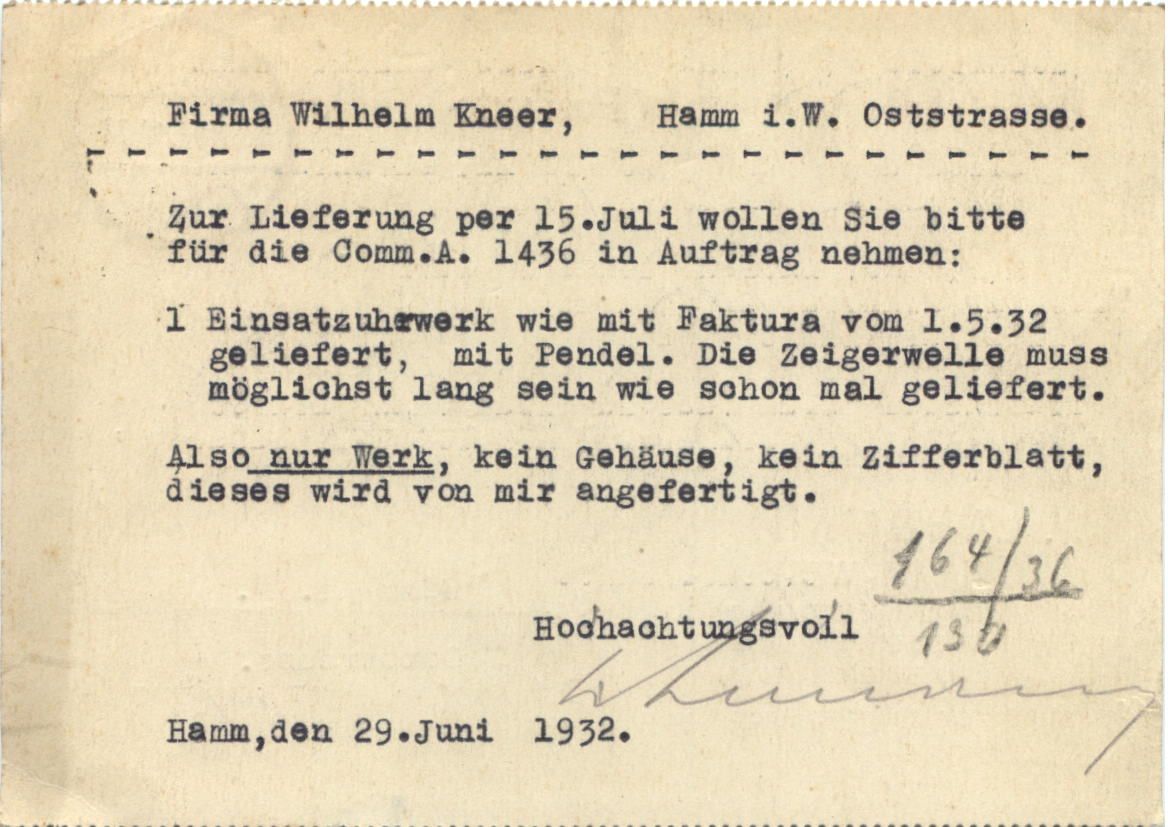 Firma Wilhelm Kneer, Hamm i.W. Oststrasse.
Zur Lieferung per 15.Juli wollen Sie bitte
für die Comm.A. 1436 in Auftrag nehmen:
1 Einsatzuhrwerk wie mit Faktura vom 1.5.32
geliefert, mit Pendel. Die Zeigerwelle muss
möglichst lang sein wie schon mal geliefert.
Also nur Werk, kein Gehäuse, kein Zifferblatt,
dieses wird von mir angefertigt.
164/36
130
Hochachtungsvoll
Hamm,den 29.Juni 1932.